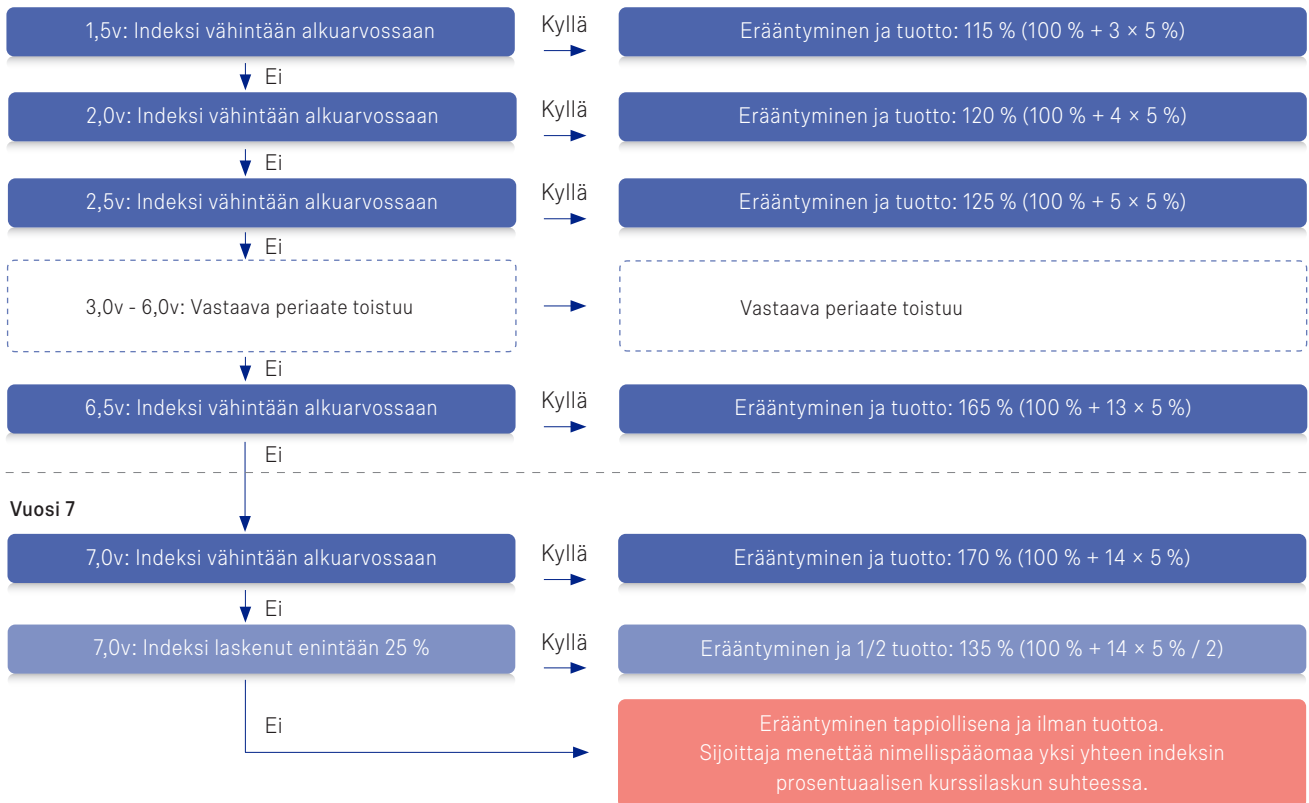 1,5v: Indeksi vähintään alkuarvossaan
Kyllä
Erääntyminen ja tuotto: 115 % (100 % + 3 × 5 %)
Ei
2,0v: Indeksi vähintään alkuarvossaan
Kyllä
Erääntyminen ja tuotto: 120 % (100 % + 4 × 5 %)
Ei
2,5v: Indeksi vähintään alkuarvossaan
Kyllä
Erääntyminen ja tuotto: 125 % (100 % + 5 × 5 %)
Ei
3,0v - 6,0v: Vastaava periaate toistuu
Vastaava periaate toistuu
Ei
6,5v: Indeksi vähintään alkuarvossaan
Kyllä
Erääntyminen ja tuotto: 165 % (100 % + 13 × 5 %)
Ei
Vuosi 7
7,0v: Indeksi vähintään alkuarvossaan
Kyllä
Erääntyminen ja tuotto: 170 % (100 % + 14 × 5 %)
Ei
7,0v: Indeksi laskenut enintään 25 %
Kyllä
Erääntyminen ja 1/2 tuotto: 135 % (100 % + 14 × 5 % / 2)
Ei
Erääntyminen tappiollisena ja ilman tuottoa.
Sijoittaja menettää nimellispääomaa yksi yhteen indeksin
prosentuaalisen kurssilaskun suhteessa.